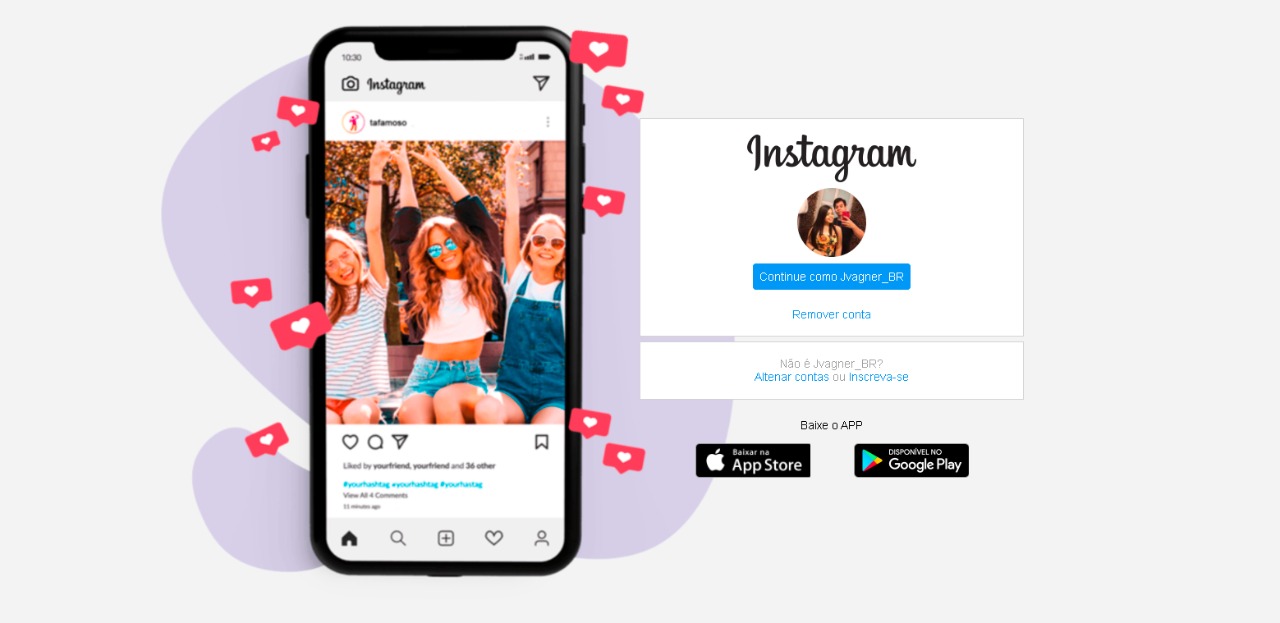 10:30
Instagram
tafamoso
Liked by yourfriend, yourfriend and 36 other
#yourhashtag #yourhashtag #yourhastag
View All 4 Comments
11 minutes ago
Instagram
Continue como Jvagner_BR
Remover conta
Não é Jvagner_BR?
Altenar contas ou Inscreva-se
Baixe o APP
Baixar na
App Store
DISPONÍVEL NO
Google Play